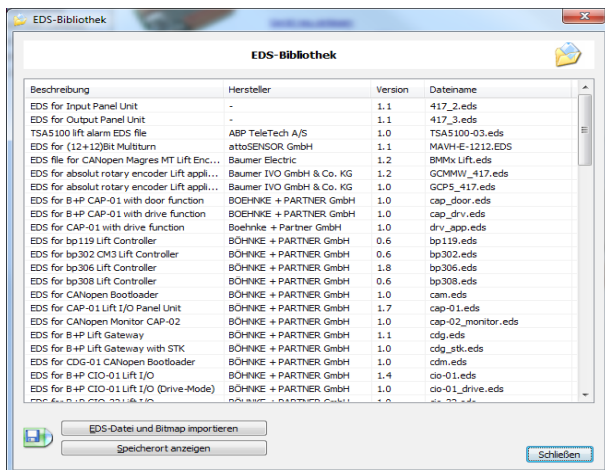 EDS-Bibliothek
EDS-Bibliothek
Beschreibung Hersteller Version Dateiname
EDS for Input Panel Unit - 1.1 417_2.eds
EDS for Output Panel Unit - 1.1 417_3.eds
TSA5100 lift alarm EDS file ABP TeleTech A/S 1.0 TSA5100-03.eds
EDS for (12+12)Bit Multiturn attoSENSOR GmbH 1.1 MAVH-E-1212.EDS
EDS file for CANopen Magres MT Lift Enc... Baumer Electric 1.2 BMMx Lift.eds
EDS for absolut rotary encoder Lift appli... Baumer IVO GmbH & Co. KG 1.2 GCMMW_417.eds
EDS for absolut rotary encoder Lift appli... Baumer IVO GmbH & Co. KG 1.0 GCP5_417.eds
EDS for B+P CAP-01 with door function BOEHNKE + PARTNER GmbH 1.0 cap_door.eds
EDS for B+P CAP-01 with drive function BOEHNKE + PARTNER GmbH 1.0 cap_drv.eds
EDS for CAP-01 with drive function Boehnke + Partner GmbH 1.0 drv_app.eds
EDS for bp119 Lift Controller BÖHNKE + PARTNER GmbH 0.6 bp119.eds
EDS for bp302 CM3 Lift Controller BÖHNKE + PARTNER GmbH 0.6 bp302.eds
EDS for bp306 Lift Controller BÖHNKE + PARTNER GmbH 1.8 bp306.eds
EDS for bp308 Lift Controller BÖHNKE + PARTNER GmbH 0.6 bp308.eds
EDS for CANopen Bootloader BÖHNKE + PARTNER GmbH 1.0 cam.eds
EDS for CAP-01 Lift I/O Panel Unit BÖHNKE + PARTNER GmbH 1.7 cap-01.eds
EDS for CANopen Monitor CAP-02 BÖHNKE + PARTNER GmbH 1.0 cap-02_monitor.eds
EDS for B+P Lift Gateway BÖHNKE + PARTNER GmbH 1.1 cdg.eds
EDS for B+P Lift Gateway with STK BÖHNKE + PARTNER GmbH 1.0 cdg_stk.eds
EDS for CDG-01 CANopen Bootloader BÖHNKE + PARTNER GmbH 1.0 cdm.eds
EDS for B+P CIO-01 Lift I/O BÖHNKE + PARTNER GmbH 1.4 cio-01.eds
EDS for B+P CIO-01 Lift I/O (Drive-Mode) BÖHNKE + PARTNER GmbH 1.0 cio-01_drive.eds
EDS-Datei und Bitmap importieren
Speicherort anzeigen
Schließen